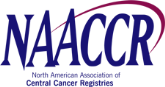 NAACCR
North American Association of
Central Cancer Registries